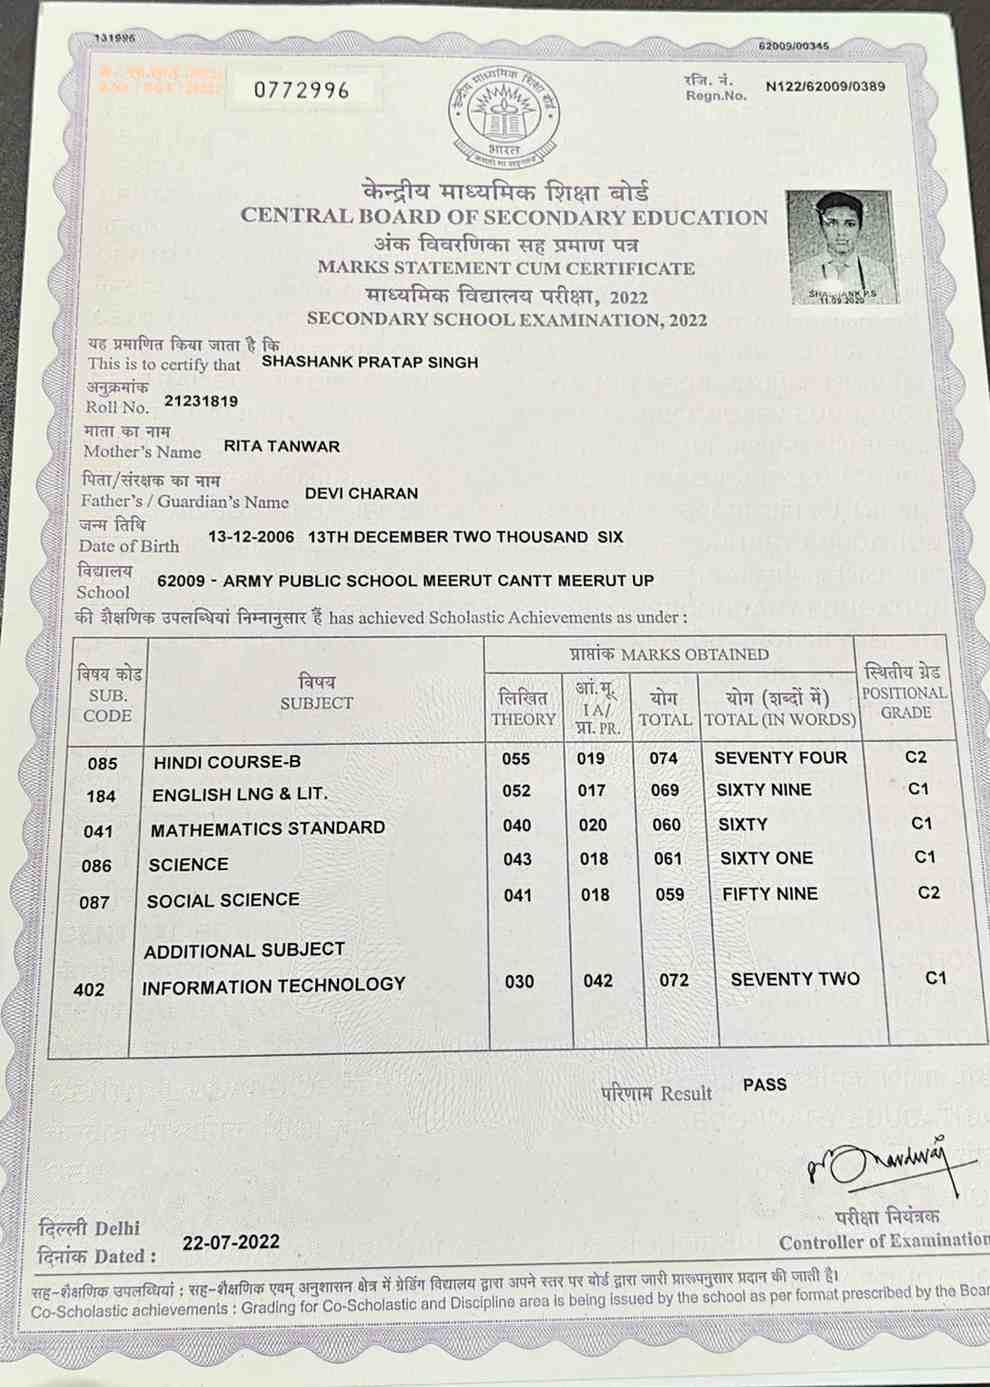 131996
62009/00345
0772996
रजि. नं.
Regn.No. N122/62009/0389
केन्द्रीय माध्यमिक शिक्षा बोर्ड
भारत
केन्द्रीय माध्यमिक शिक्षा बोर्ड
CENTRAL BOARD OF SECONDARY EDUCATION
अंक विवरणिका सह प्रमाण पत्र
MARKS STATEMENT CUM CERTIFICATE
माध्यमिक विद्यालय परीक्षा, 2022
SECONDARY SCHOOL EXAMINATION, 2022
SHASHANK P.S
11.09.2020
यह प्रमाणित किया जाता है कि
This is to certify that SHASHANK PRATAP SINGH
अनुक्रमांक
Roll No. 21231819
माता का नाम
Mother's Name RITA TANWAR
पिता/संरक्षक का नाम
Father's / Guardian's Name DEVI CHARAN
जन्म तिथि
Date of Birth 13-12-2006 13TH DECEMBER TWO THOUSAND SIX
विद्यालय
School 62009 - ARMY PUBLIC SCHOOL MEERUT CANTT MEERUT UP
की शैक्षणिक उपलब्धियां निम्नानुसार हैं has achieved Scholastic Achievements as under :
विषय कोड
SUB.
CODE
विषय
SUBJECT
प्राप्तांक MARKS OBTAINED
लिखित
THEORY
आं.मू.
IA/
प्रा. PR.
योग
TOTAL
योग (शब्दों में)
TOTAL (IN WORDS)
स्थितीय ग्रेड
POSITIONAL
GRADE
085 HINDI COURSE-B 055 019 074 SEVENTY FOUR C2
184 ENGLISH LNG & LIT. 052 017 069 SIXTY NINE C1
041 MATHEMATICS STANDARD 040 020 060 SIXTY C1
086 SCIENCE 043 018 061 SIXTY ONE C1
087 SOCIAL SCIENCE 041 018 059 FIFTY NINE C2
ADDITIONAL SUBJECT
402 INFORMATION TECHNOLOGY 030 042 072 SEVENTY TWO C1
परिणाम Result PASS
परीक्षा नियंत्रक
Controller of Examination
दिल्ली Delhi
दिनांक Dated : 22-07-2022
सह-शैक्षणिक उपलब्धियां : सह-शैक्षणिक एवम् अनुशासन क्षेत्र में ग्रेडिंग विद्यालय द्वारा अपने स्तर पर बोर्ड द्वारा जारी प्रारूपनुसार प्रदान की जाती है।
Co-Scholastic achievements : Grading for Co-Scholastic and Discipline area is being issued by the school as per format prescribed by the Boar